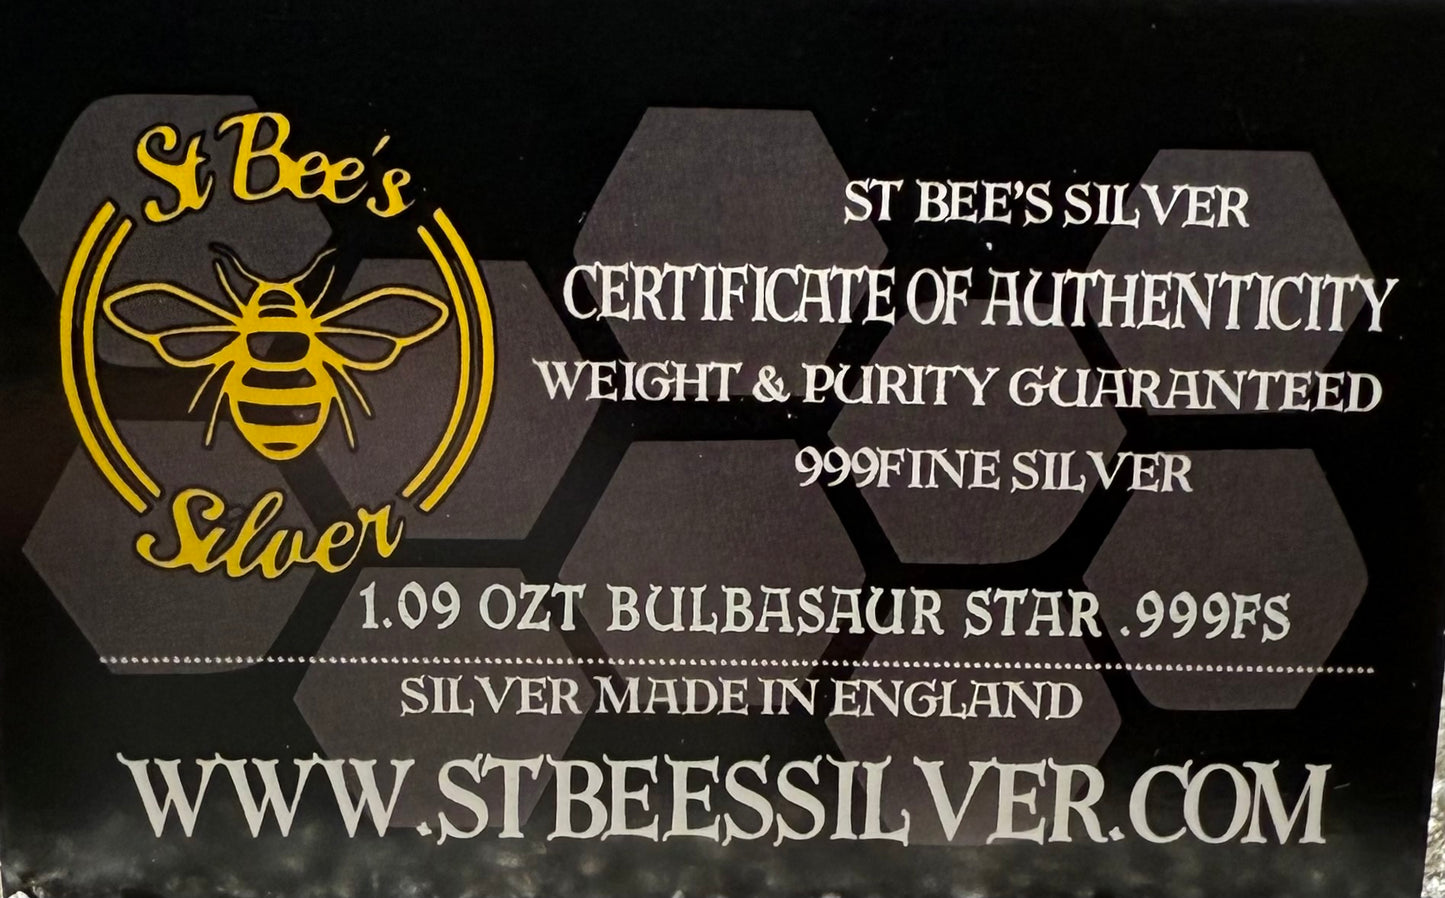 St Bee's
Silver
ST BEE'S SILVER
CERTIFICATE OF AUTHENTICITY
WEIGHT & PURITY GUARANTEED
999FINE SILVER
1.09 OZT BULBASAUR STAR .999FS
SILVER MADE IN ENGLAND
WWW.STBEESSILVER.COM